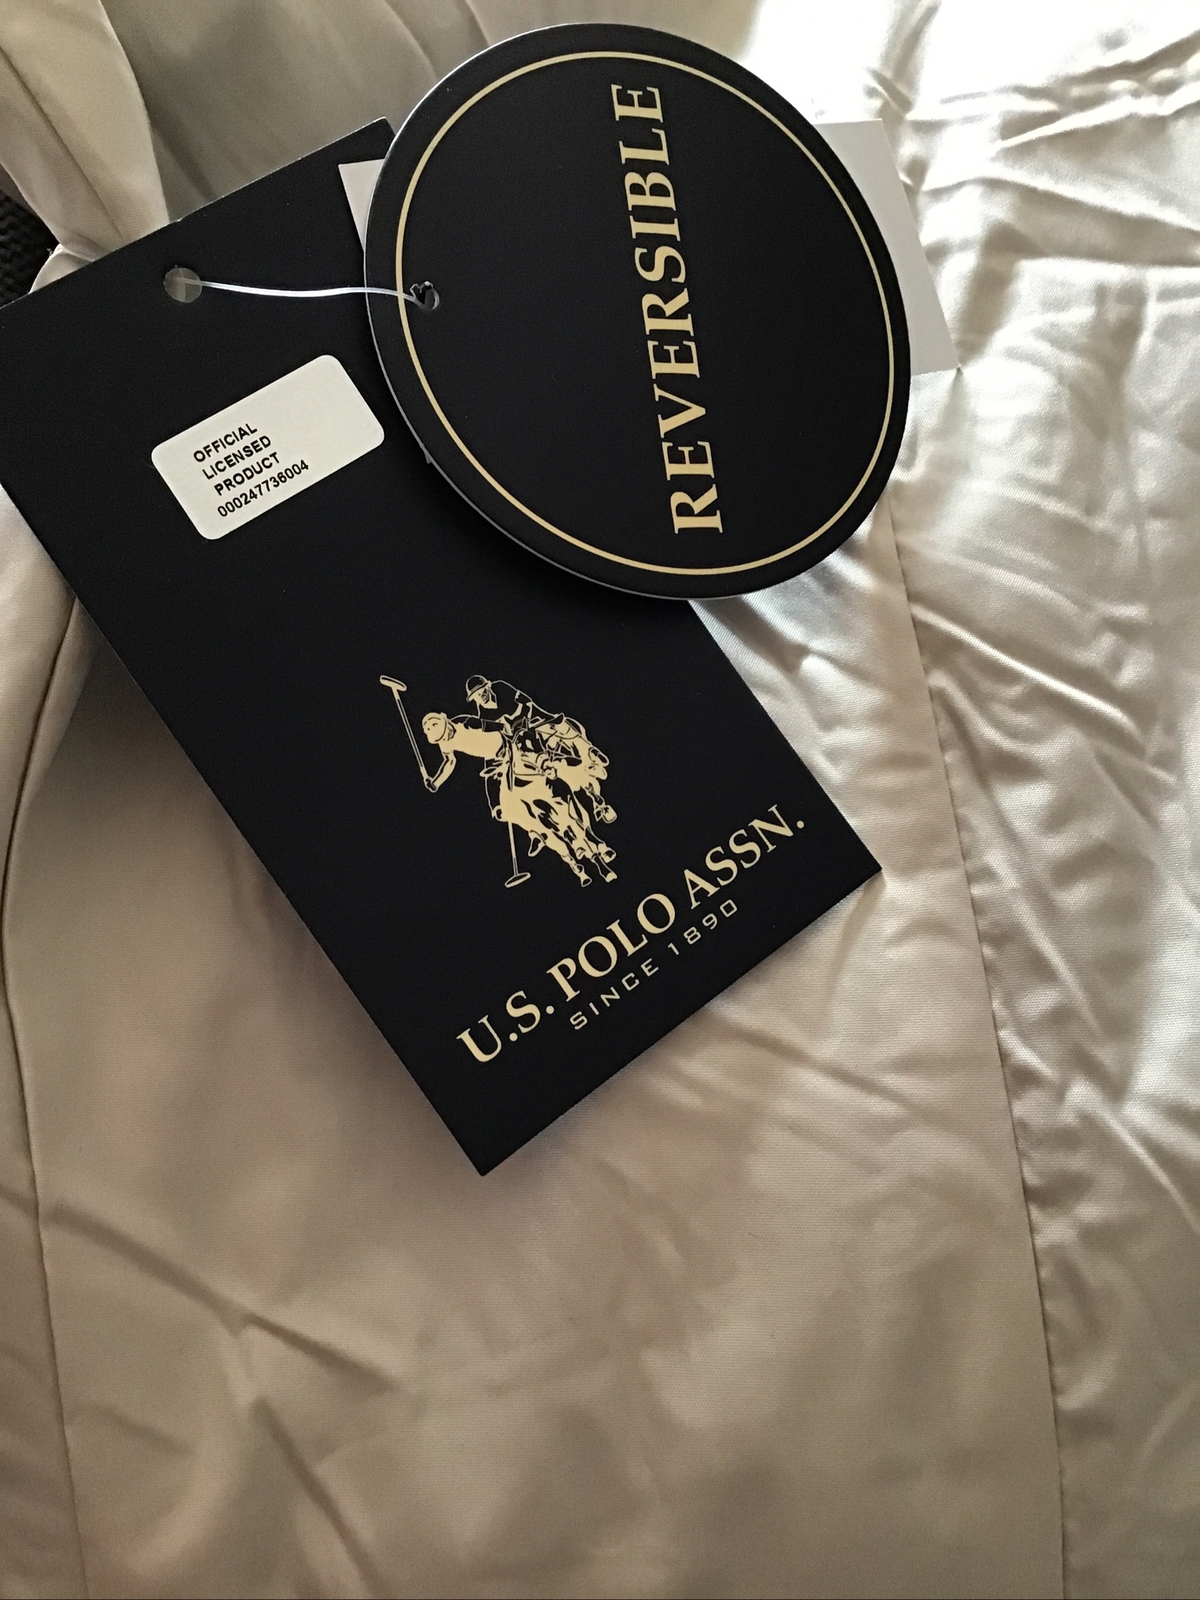 REVERSIBLE
OFFICIAL
LICENSED
PRODUCT
000247736004
U.S. POLO ASSN.
SINCE 1890